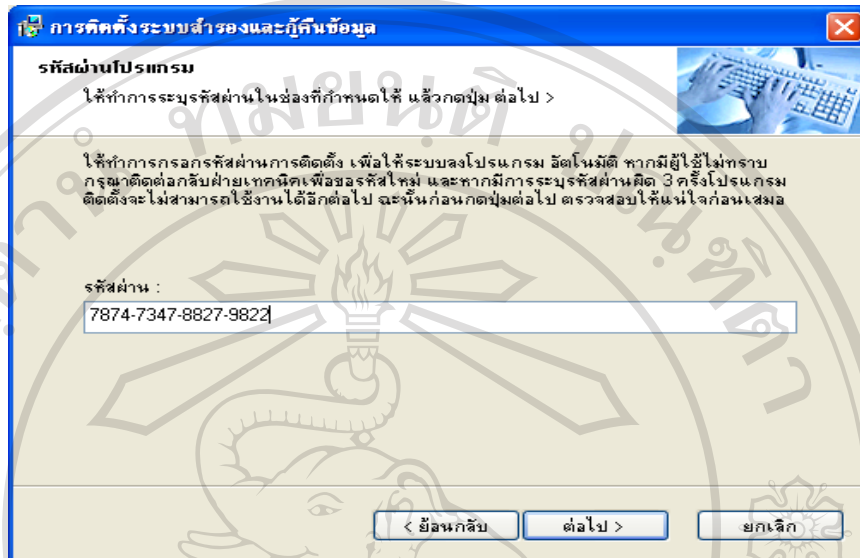 การติดตั้งระบบสำรองและกู้คืนข้อมูล
รหัสผ่านโปรแกรม
ให้ทำการระบุรหัสผ่านในช่องที่กำหนดให้ แล้วกดปุ่ม ต่อไป >
ให้ทำการกรอกรหัสผ่านการติดตั้ง เพื่อให้ระบบลงโปรแกรม อัตโนมัติ หากมีผู้ใช้ไม่ทราบ
กรุณาติดต่อกลับฝ่ายเทคนิคเพื่อขอรหัสใหม่ และหากมีการระบุรหัสผ่านผิด 3 ครั้งโปรแกรม
ติดตั้งจะไม่สามารถใช้งานได้อีกต่อไป ฉะนั้นก่อนกดปุ่มต่อไป ตรวจสอบให้แน่ใจก่อนเสมอ
รหัสผ่าน :
7874-7347-8827-9822
< ย้อนกลับ
ต่อไป >
ยกเลิก